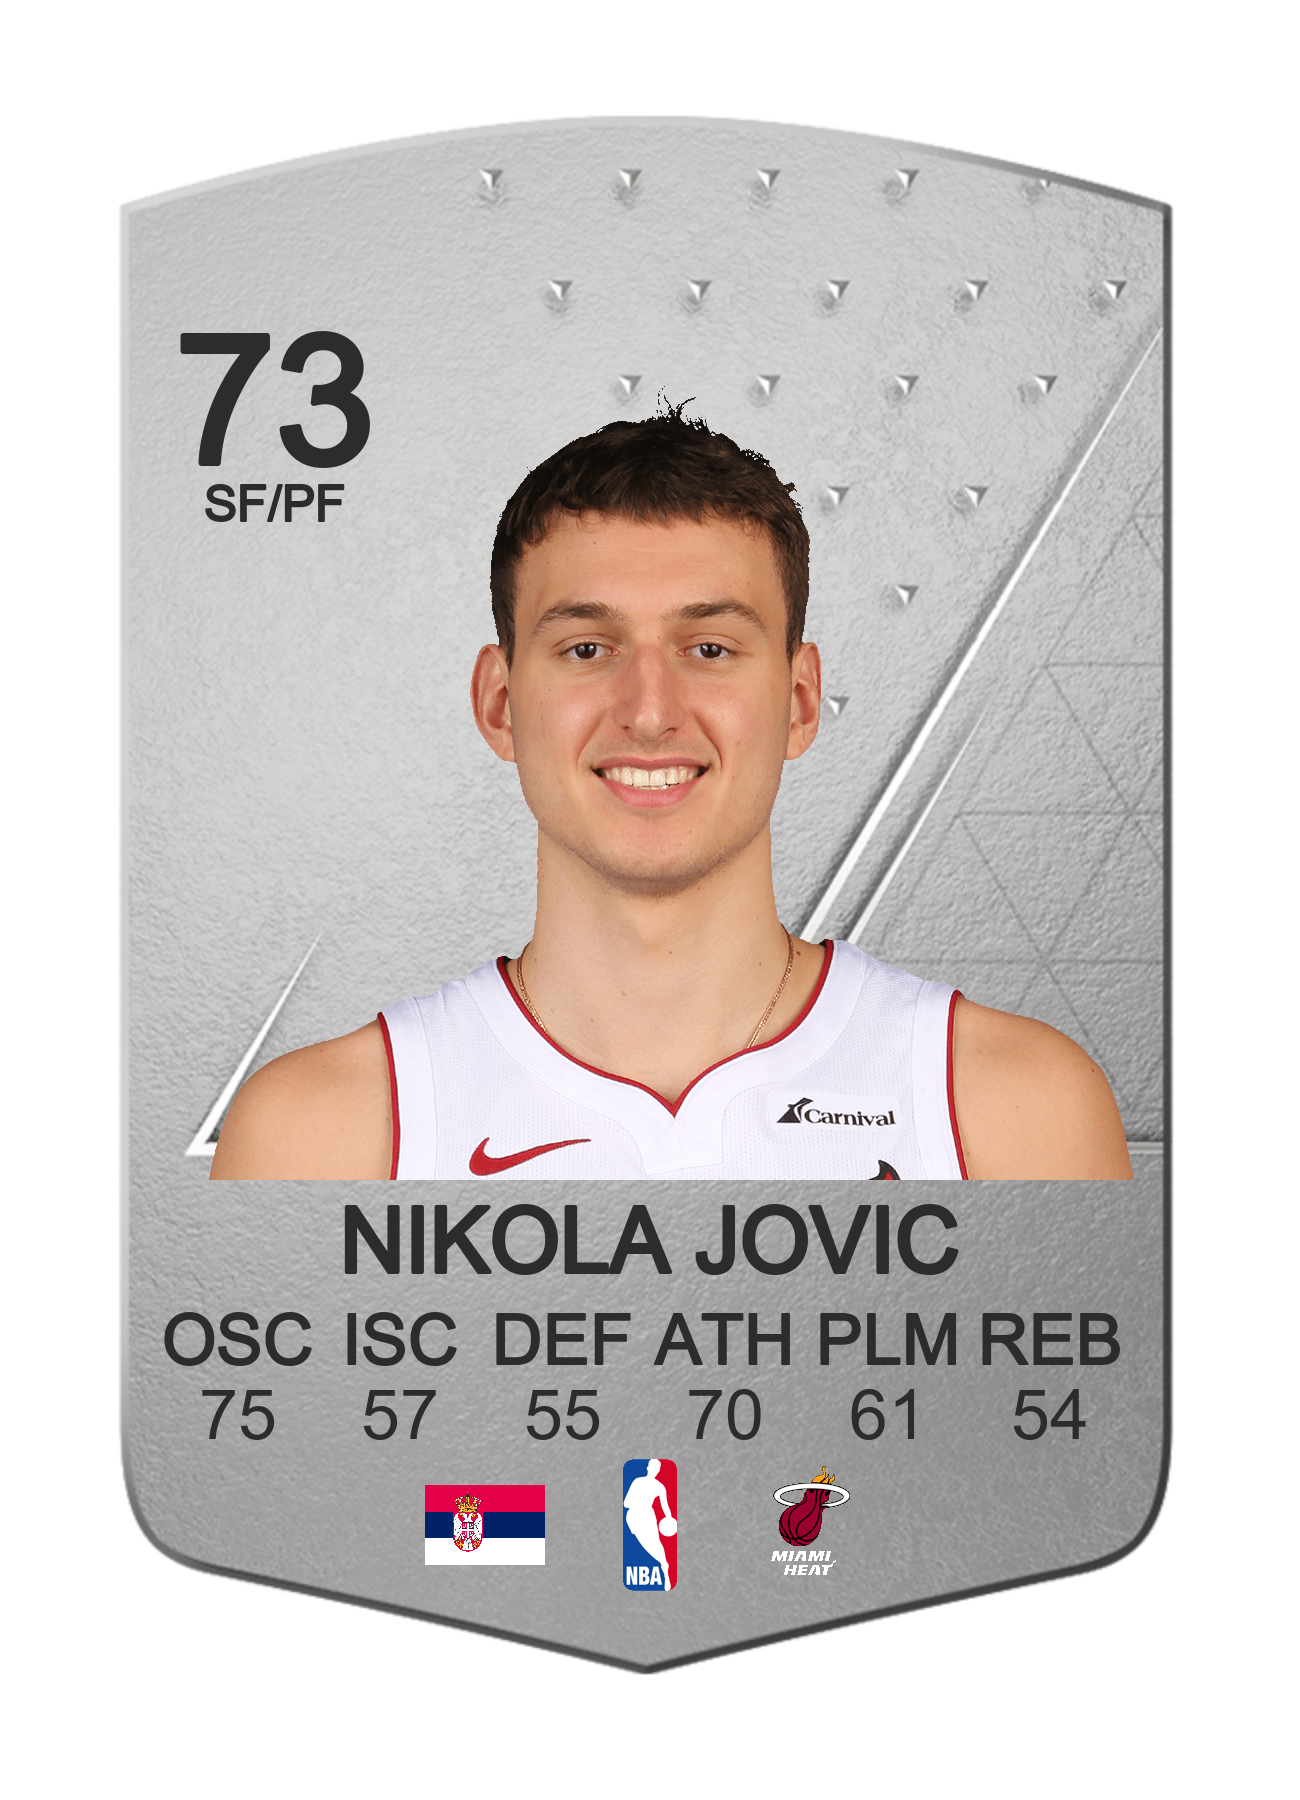 73
SF/PF
Carnival
NIKOLA JOVIC
OSC ISC DEF ATH PLM REB
75 57 55 70 61 54
NBA
MIAMI
HEAT